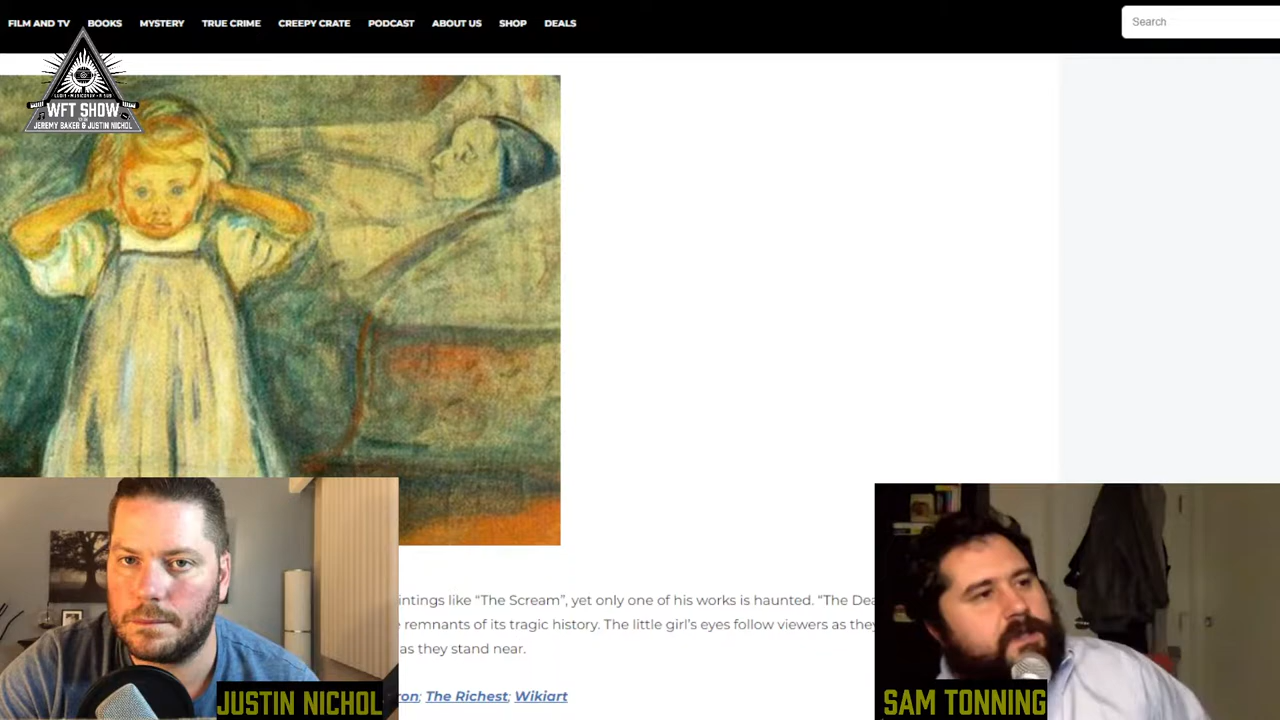 FILM AND TV BOOKS MYSTERY TRUE CRIME CREEPY CRATE PODCAST ABOUT US SHOP DEALS
Search
WFT SHOW
JEREMY BAKER & JUSTIN NICHOL
intings like “The Scream”, yet only one of his works is haunted. “The Dea
remnants of its tragic history. The little girl’s eyes follow viewers as they
as they stand near.
ron; The Richest; Wikiart
JUSTIN NICHOL
SAM TONNING